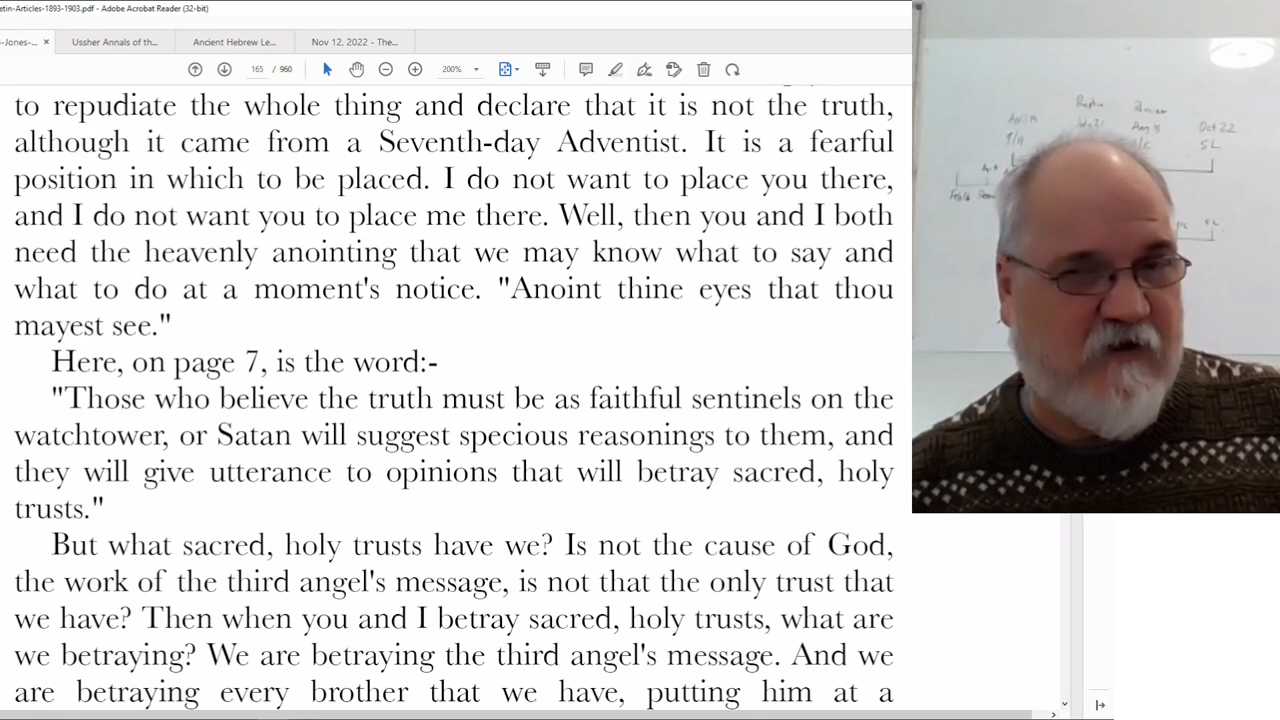 etin-Articles-1893-1903.pdf - Adobe Acrobat Reader (32-bit)
-Jones-... × Ussher Annals of th... Ancient Hebrew Le... Nov 12, 2022 - The...
165 / 960 200%
to repudiate the whole thing and declare that it is not the truth,
although it came from a Seventh-day Adventist. It is a fearful
position in which to be placed. I do not want to place you there,
and I do not want you to place me there. Well, then you and I both
need the heavenly anointing that we may know what to say and
what to do at a moment's notice. "Anoint thine eyes that thou
mayest see."
Here, on page 7, is the word:-
"Those who believe the truth must be as faithful sentinels on the
watchtower, or Satan will suggest specious reasonings to them, and
they will give utterance to opinions that will betray sacred, holy
trusts."
But what sacred, holy trusts have we? Is not the cause of God,
the work of the third angel's message, is not that the only trust that
we have? Then when you and I betray sacred, holy trusts, what are
we betraying? We are betraying the third angel's message. And we
are betraying every brother that we have, putting him at a
Oct 22
9/11
SL